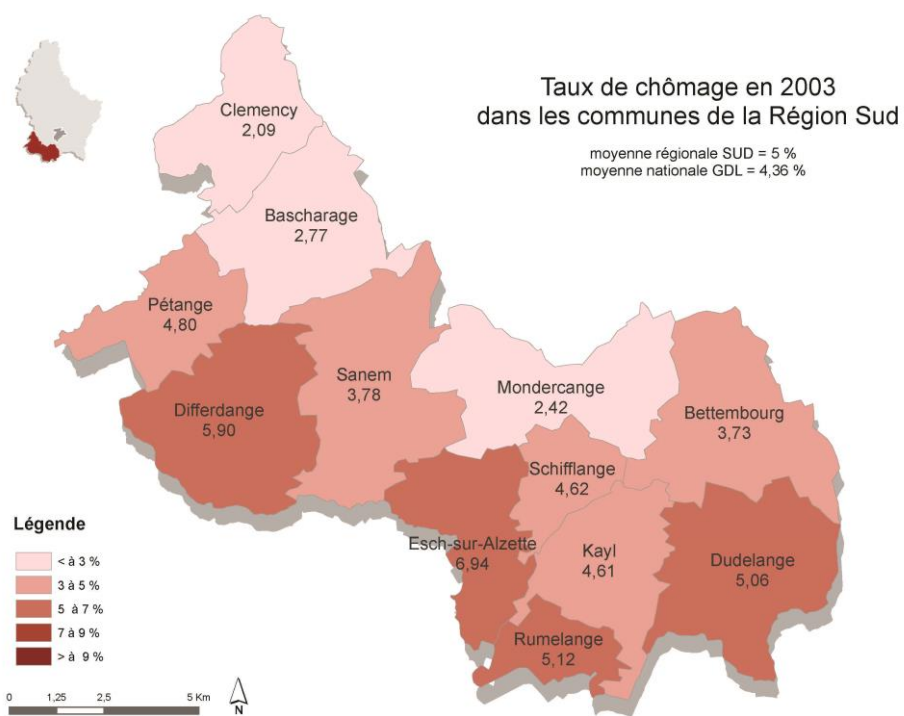 Taux de chômage en 2003
dans les communes de la Région Sud
moyenne régionale SUD = 5 %
moyenne nationale GDL = 4,36 %
Clemency
2,09
Bascharage
2,77
Pétange
4,80
Differdange
5,90
Sanem
3,78
Mondercange
2,42
Bettembourg
3,73
Schifflange
4,62
Esch-sur-Alzette
6,94
Kayl
4,61
Dudelange
5,06
Rumelange
5,12
Légende
< à 3 %
3 à 5 %
5 à 7 %
7 à 9 %
> à 9 %
0 1,25 2,5 5 Km
N